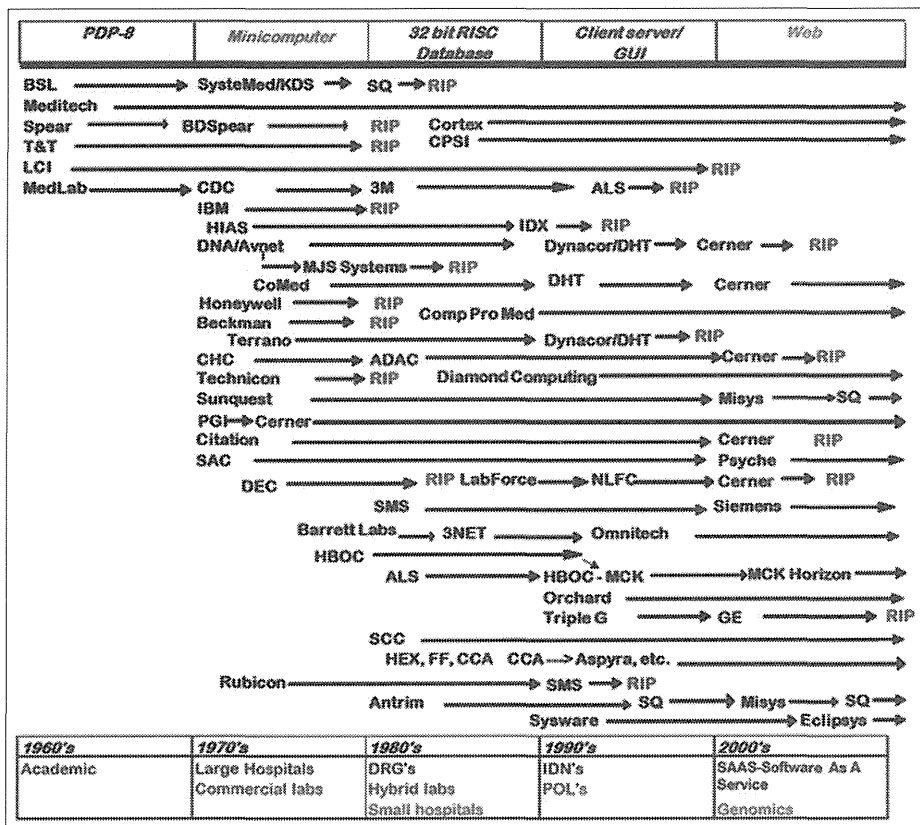 PDP-8 Minicomputer 32 bit RISC Database Client server/ GUI Web
BSL SysteMed/KDS SQ RIP
Meditech
Spear BDSpear RIP Cortex
T&T RIP CPSI
LCI RIP
MedLab CDC 3M ALS RIP
IBM RIP
HIAS IDX RIP
DNA/Avnet Dynacor/DHT Cerner RIP
MJS Systems RIP
CoMed DHT Cerner
Honeywell RIP
Comp Pro Med
Beckman RIP
Terrano Dynacor/DHT RIP
CHC ADAC Cerner RIP
Technicon RIP Diamond Computing
Sunquest Misys SQ
PGI Cerner
Citation Cerner RIP
SAC Psyche
DEC RIP LabForce NLFC Cerner RIP
SMS Siemens
Barrett Labs 3NET Omnitech
HBOC
ALS HBOC - MCK MCK Horizon
Orchard
Triple G GE RIP
SCC
HEX, FF, CCA CCA Aspyra, etc.
Rubicon SMS RIP
Antrim SQ Misys SQ
Sysware Eclipsys
1960's 1970's 1980's 1990's 2000's
Academic Large Hospitals DRG's IDN's SAAS-Software As A
Commercial labs Hybrid labs POL's Service
Small hospitals Genomics